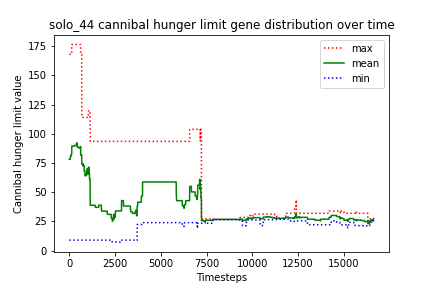 solo_44 cannibal hunger limit gene distribution over time
Cannibal hunger limit value
175
150
125
100
75
50
25
0
max
mean
min
0
2500
5000
7500
10000
12500
15000
Timesteps